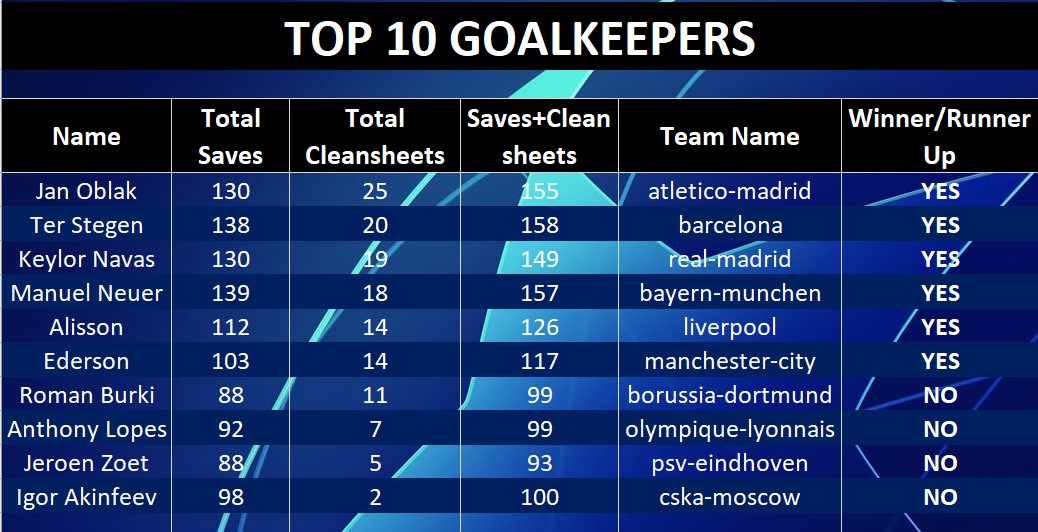 TOP 10 GOALKEEPERS
Name Total Saves Total Cleansheets Saves+Clean sheets Team Name Winner/Runner Up
Jan Oblak 130 25 155 atletico-madrid YES
Ter Stegen 138 20 158 barcelona YES
Keylor Navas 130 19 149 real-madrid YES
Manuel Neuer 139 18 157 bayern-munchen YES
Alisson 112 14 126 liverpool YES
Ederson 103 14 117 manchester-city YES
Roman Burki 88 11 99 borussia-dortmund NO
Anthony Lopes 92 7 99 olympique-lyonnais NO
Jeroen Zoet 88 5 93 psv-eindhoven NO
Igor Akinfeev 98 2 100 cska-moscow NO